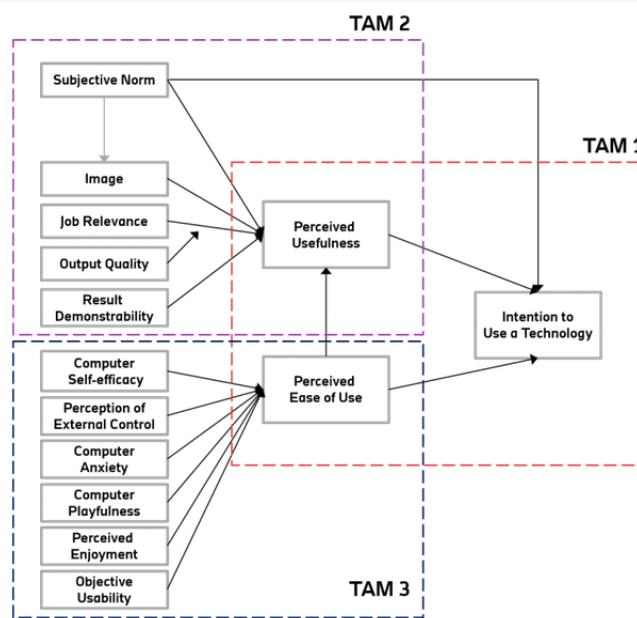 TAM 2
Subjective Norm
TAM 1
Image
Job Relevance
Output Quality
Result
Demonstrability
Perceived
Usefulness
Intention to
Use a Technology
Computer
Self-efficacy
Perception of
External Control
Computer
Anxiety
Computer
Playfulness
Perceived
Enjoyment
Objective
Usability
Perceived
Ease of Use
TAM 3